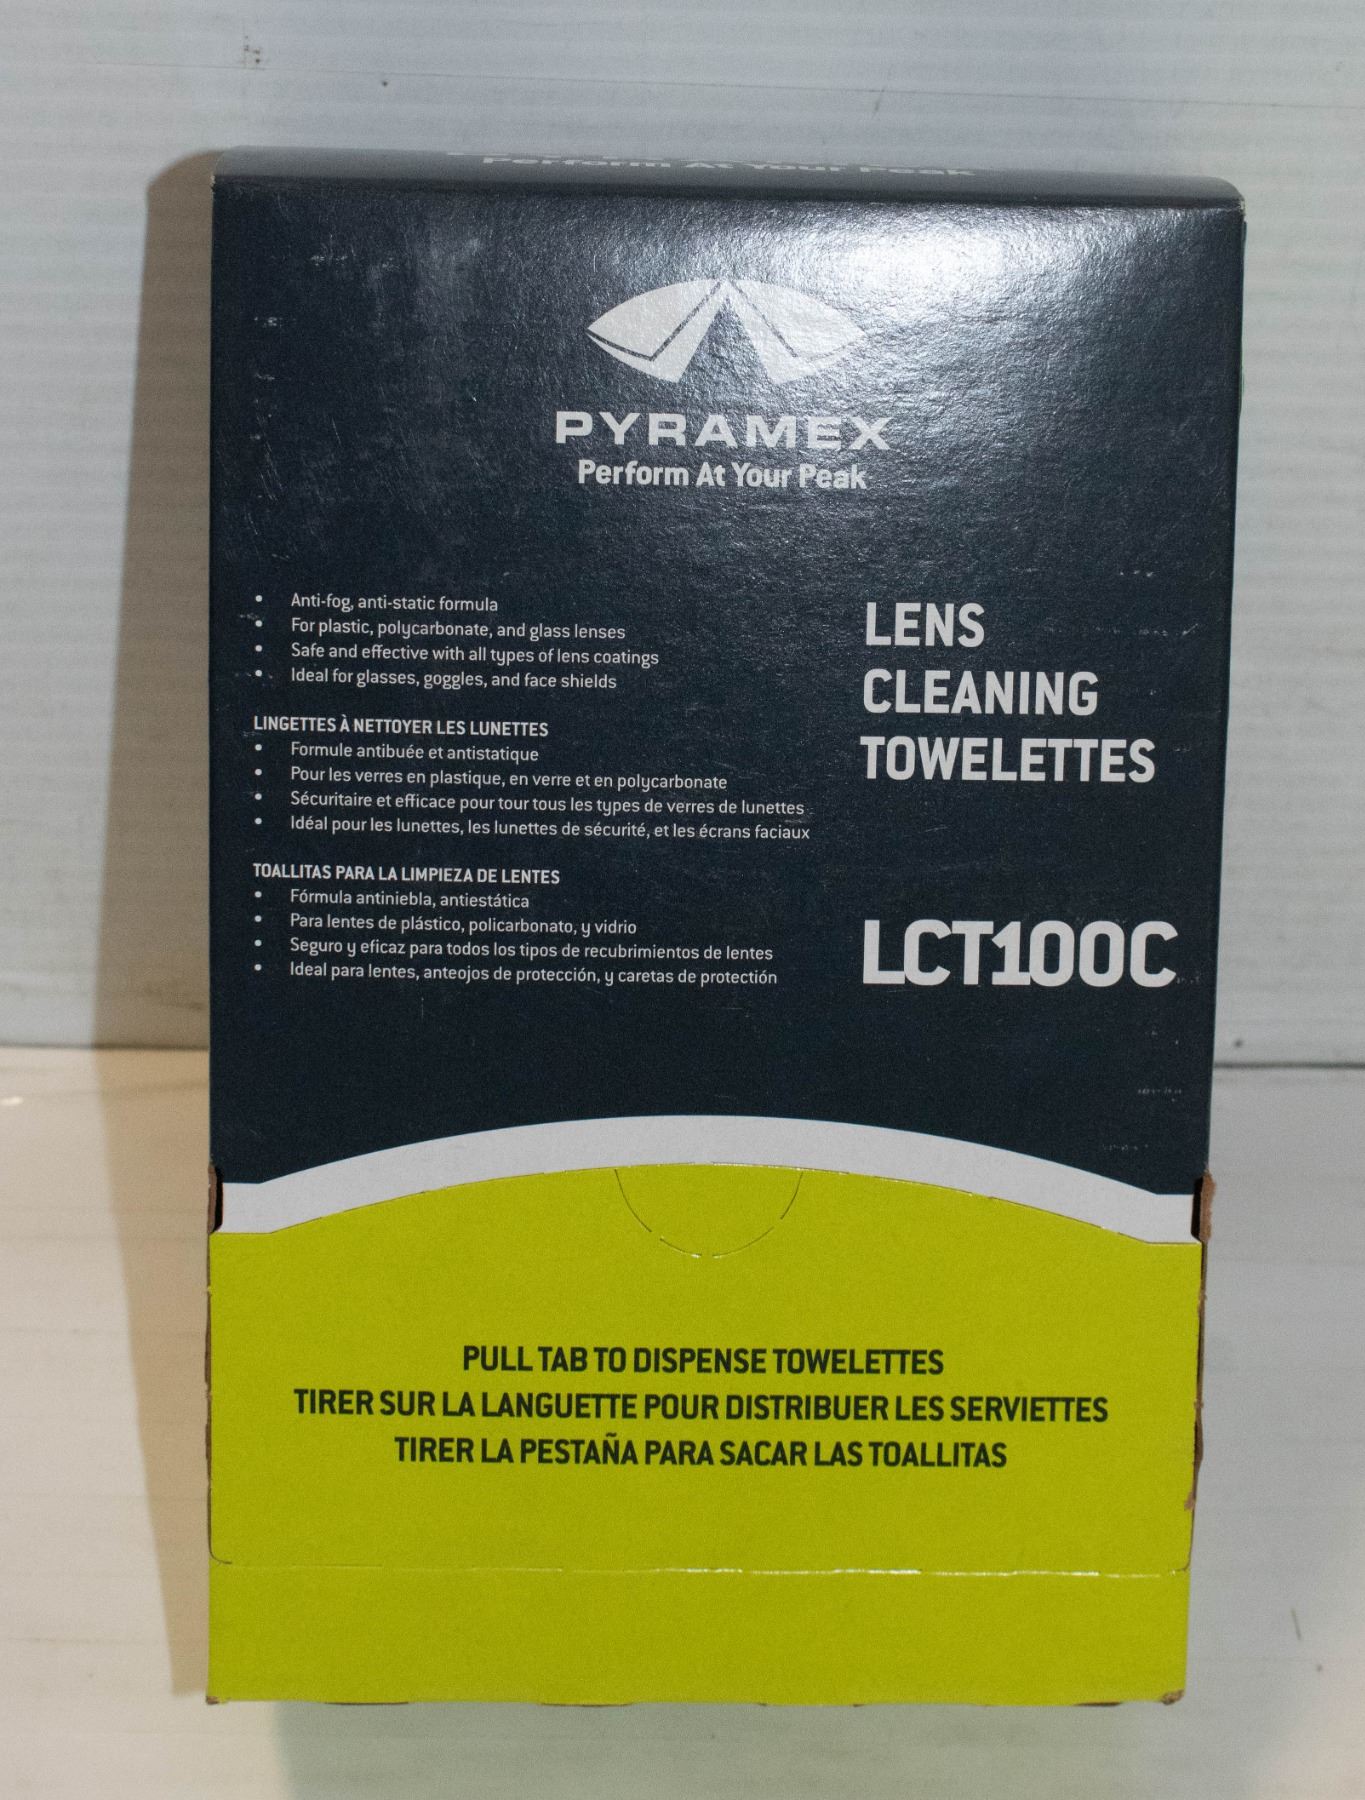 Perform At Your Peak
PYRAMEX
Perform At Your Peak
• Anti-fog, anti-static formula
• For plastic, polycarbonate, and glass lenses
• Safe and effective with all types of lens coatings
• Ideal for glasses, goggles, and face shields
LINGETTES À NETTOYER LES LUNETTES
• Formule antibuée et antistatique
• Pour les verres en plastique, en verre et en polycarbonate
• Sécuritaire et efficace pour tour tous les types de verres de lunettes
• Idéal pour les lunettes, les lunettes de sécurité, et les écrans faciaux
TOALLITAS PARA LA LIMPIEZA DE LENTES
• Fórmula antiniebla, antiestática
• Para lentes de plástico, policarbonato, y vidrio
• Seguro y eficaz para todos los tipos de recubrimientos de lentes
• Ideal para lentes, anteojos de protección, y caretas de protectión
LENS
CLEANING
TOWELETTES
LCT100C
PULL TAB TO DISPENSE TOWELETTES
TIRER SUR LA LANGUETTE POUR DISTRIBUER LES SERVIETTES
TIRER LA PESTAÑA PARA SACAR LAS TOALLITAS